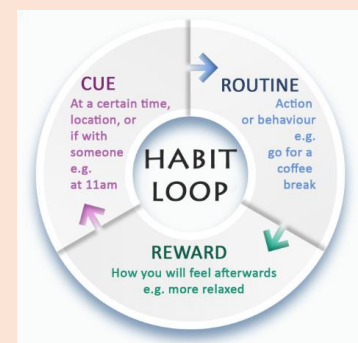 CUE
At a certain time,
location, or
if with
someone
e.g.
at 11am
ROUTINE
Action
or behaviour
e.g.
go for a
coffee
break
HABIT
LOOP
REWARD
How you will feel afterwards
e.g. more relaxed